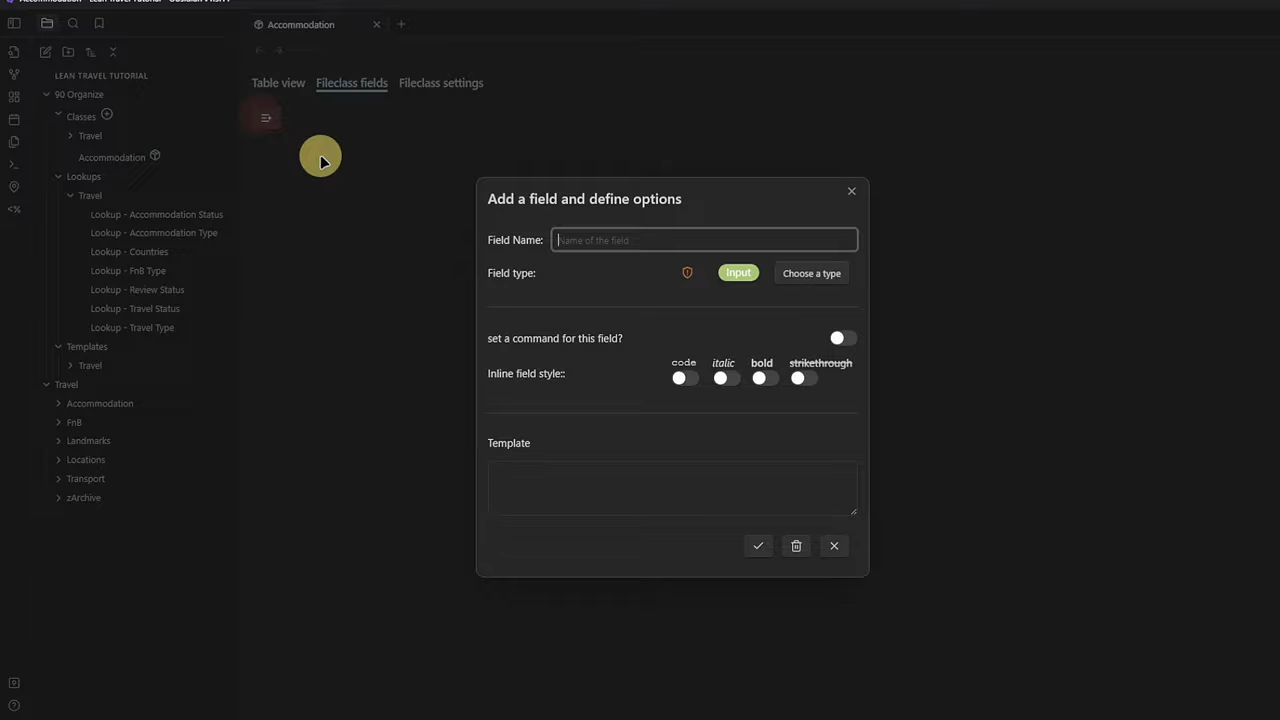 Accommodation
LEAN TRAVEL TUTORIAL
90 Organize
Classes
Travel
Accommodation
Lookups
Travel
Lookup - Accommodation Status
Lookup - Accommodation Type
Lookup - Countries
Lookup - FnB Type
Lookup - Review Status
Lookup - Travel Status
Lookup - Travel Type
Templates
Travel
Travel
Accommodation
FnB
Landmarks
Locations
Transport
zArchive
Table view Fileclass fields Fileclass settings
Add a field and define options
Field Name: Name of the field
Field type: Input Choose a type
set a command for this field?
code italic bold strikethrough
Inline field style::
Template